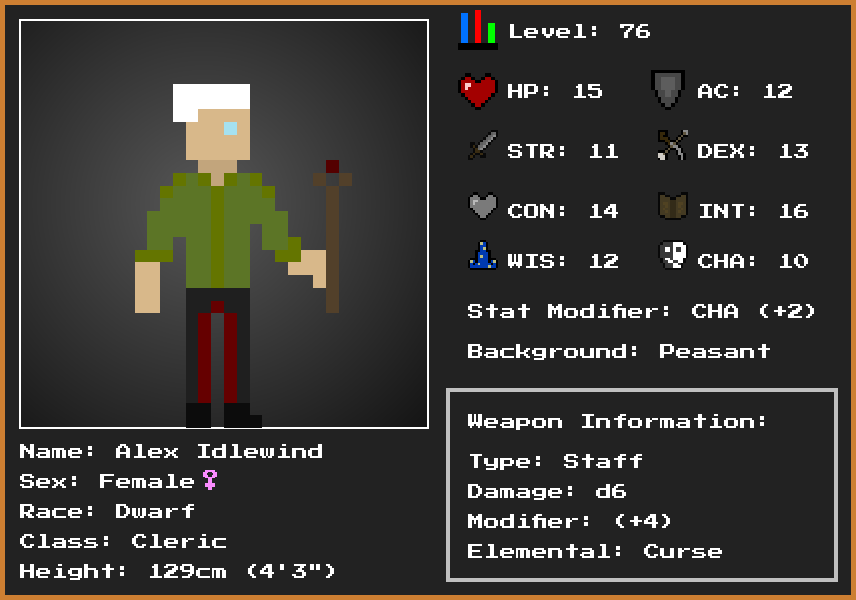 Level: 76
HP: 15
AC: 12
STR: 11
DEX: 13
CON: 14
INT: 16
WIS: 12
CHA: 10
Stat Modifier: CHA (+2)
Background: Peasant
Weapon Information:
Type: Staff
Damage: d6
Modifier: (+4)
Elemental: Curse
Name: Alex Idlewind
Sex: Female♀
Race: Dwarf
Class: Cleric
Height: 129cm (4'3")